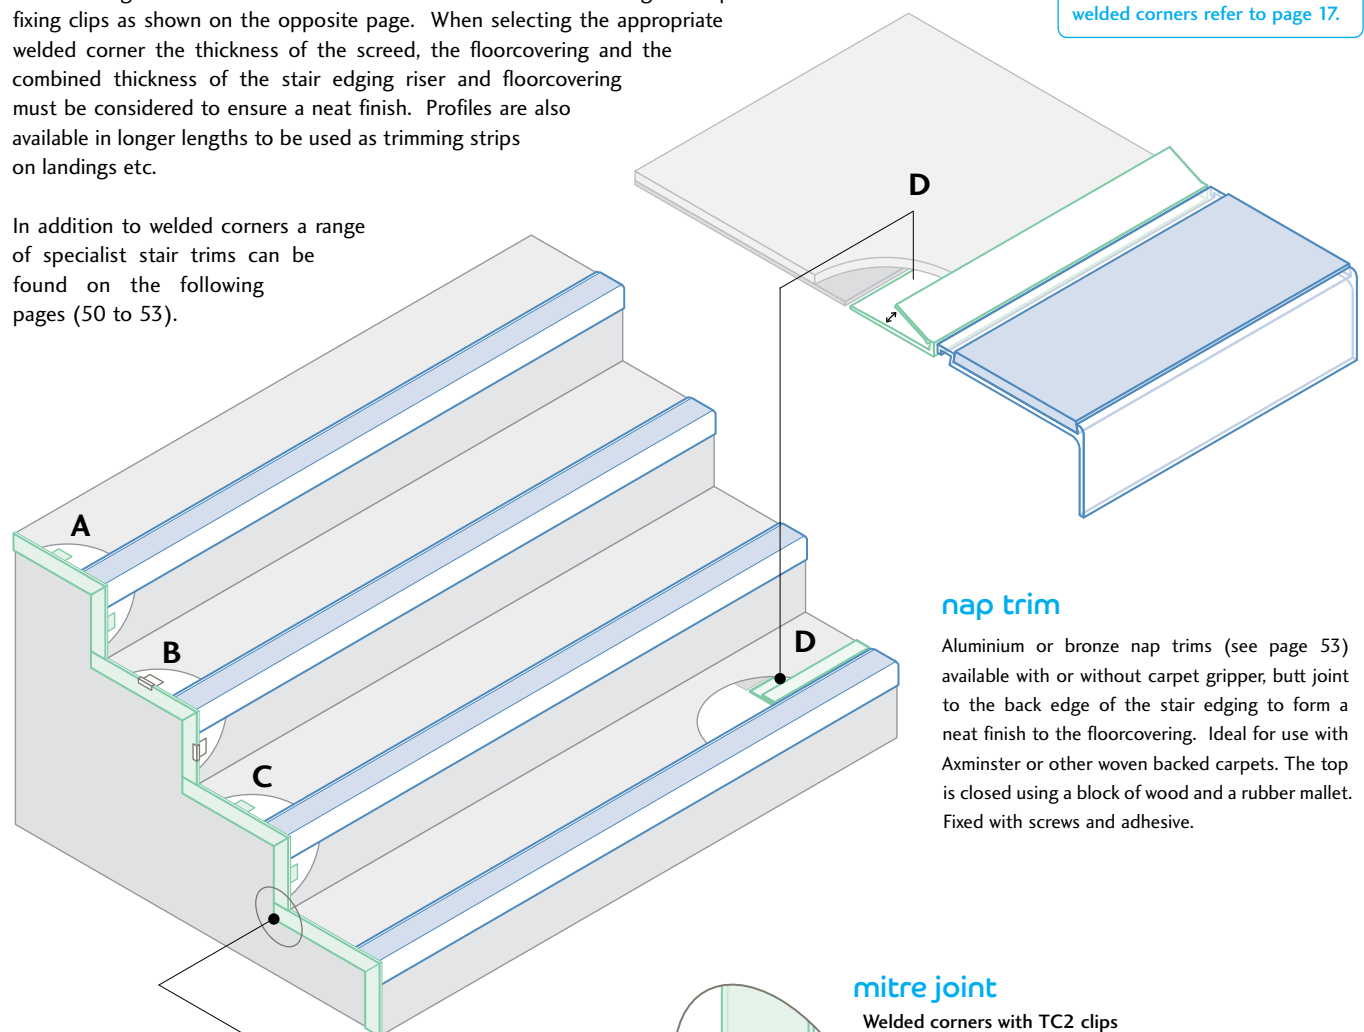 fixing clips as shown on the opposite page. When selecting the appropriate
welded corner the thickness of the screed, the floorcovering and the
combined thickness of the stair edging riser and floorcovering
must be considered to ensure a neat finish. Profiles are also
available in longer lengths to be used as trimming strips
on landings etc.
In addition to welded corners a range
of specialist stair trims can be
found on the following
pages (50 to 53).
welded corners refer to page 17.
D
A
B
C
D
nap trim
Aluminium or bronze nap trims (see page 53)
available with or without carpet gripper, butt joint
to the back edge of the stair edging to form a
neat finish to the floorcovering. Ideal for use with
Axminster or other woven backed carpets. The top
is closed using a block of wood and a rubber mallet.
Fixed with screws and adhesive.
mitre joint
Welded corners with TC2 clips